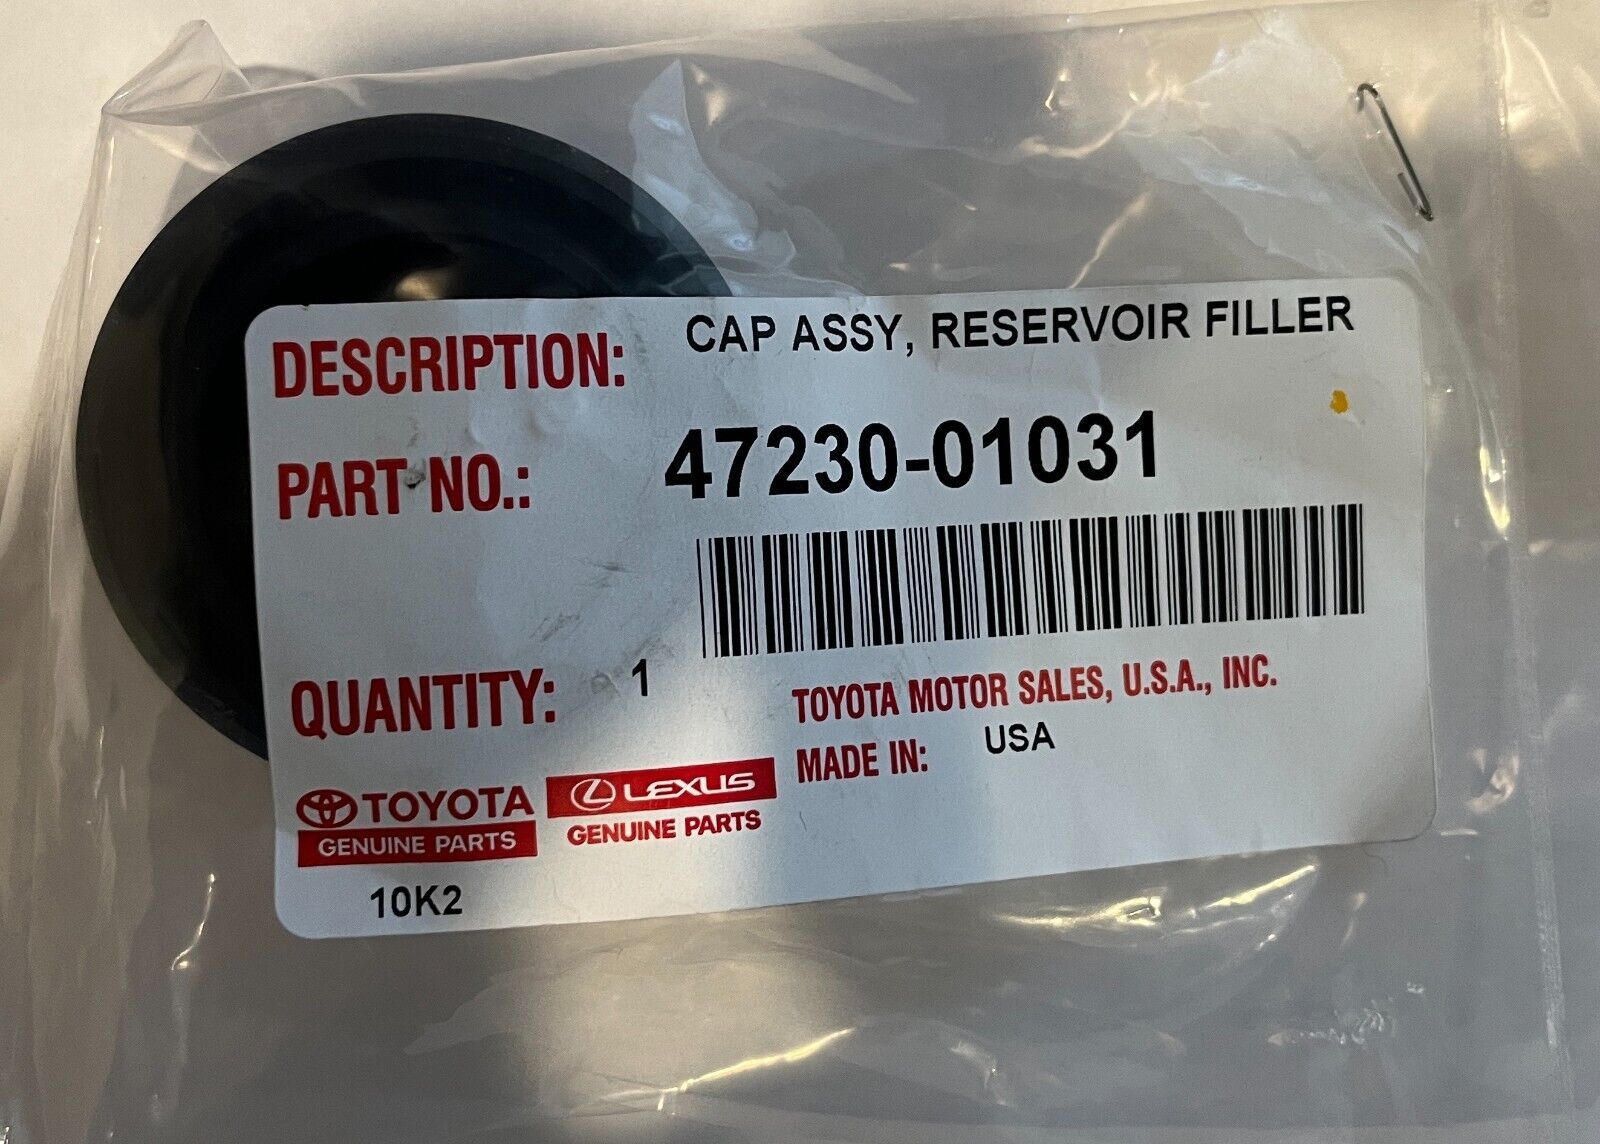 DESCRIPTION: CAP ASSY, RESERVOIR FILLER
PART NO.: 47230-01031
QUANTITY: 1
TOYOTA MOTOR SALES, U.S.A., INC.
MADE IN: USA
TOYOTA
GENUINE PARTS
LEXUS
GENUINE PARTS
10K2